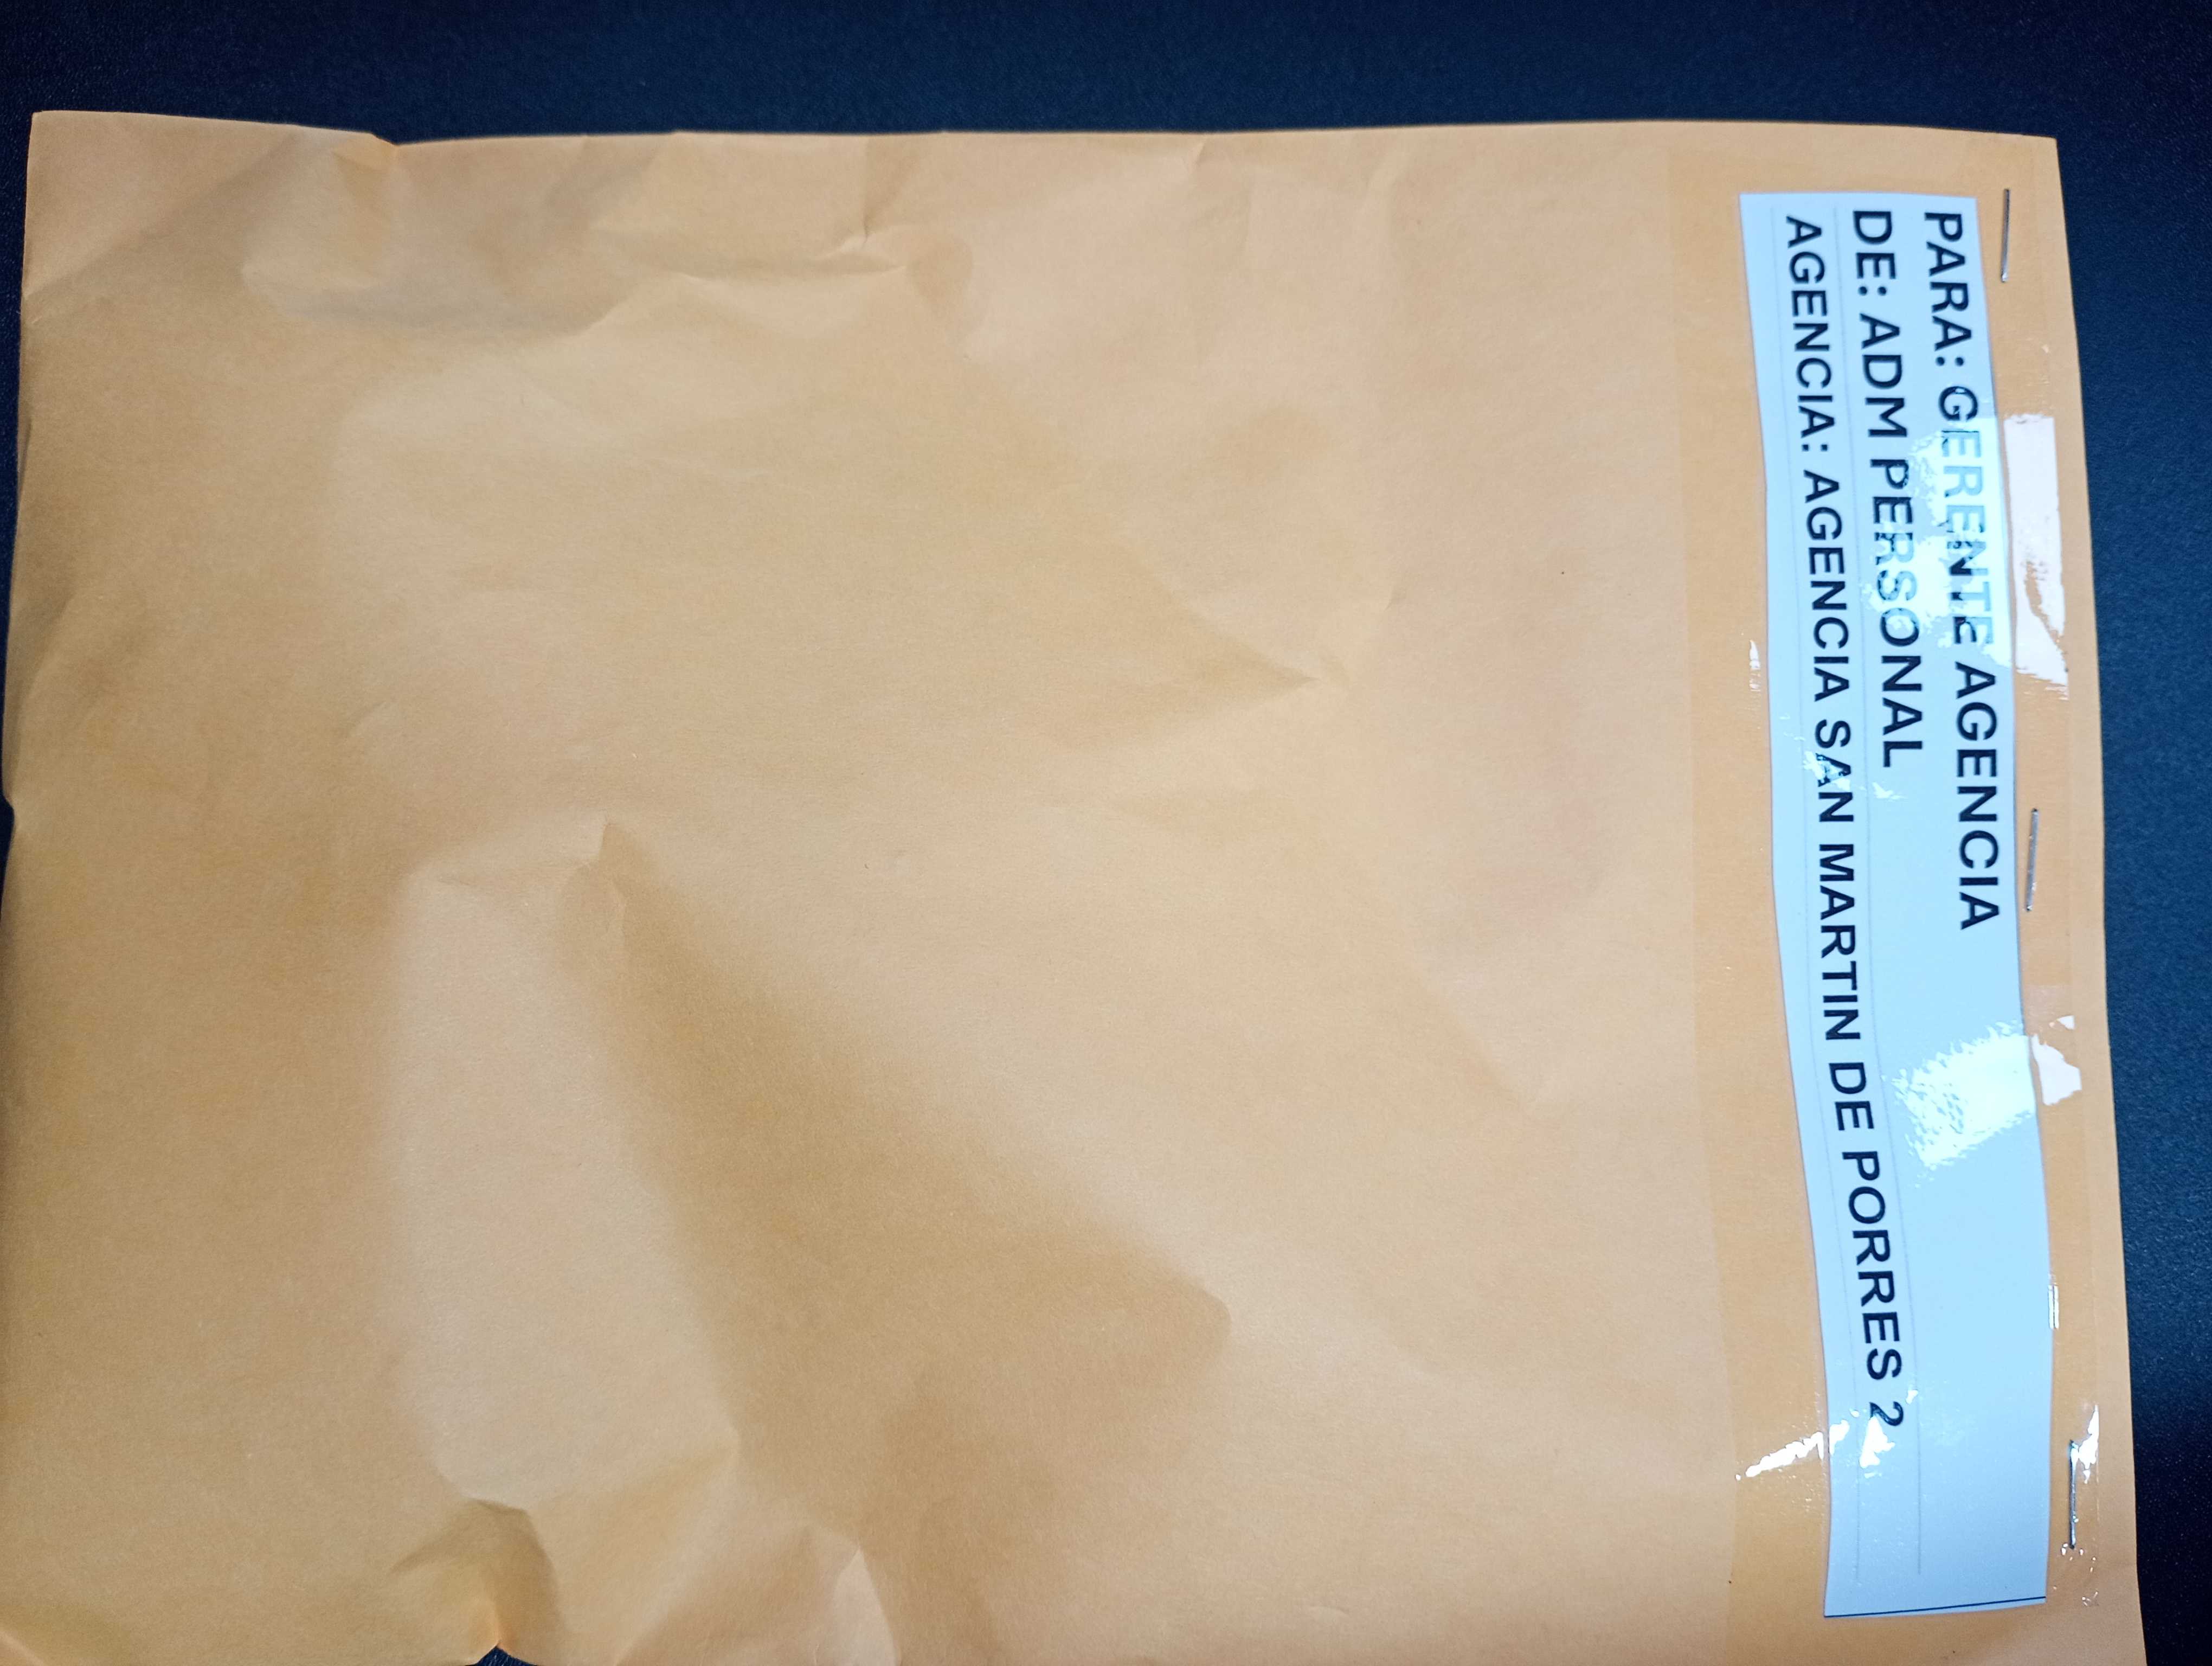 PARA: GERENTE AGENCIA
DE: ADM PERSONAL
AGENCIA: AGENCIA SAN MARTIN DE PORRES 2